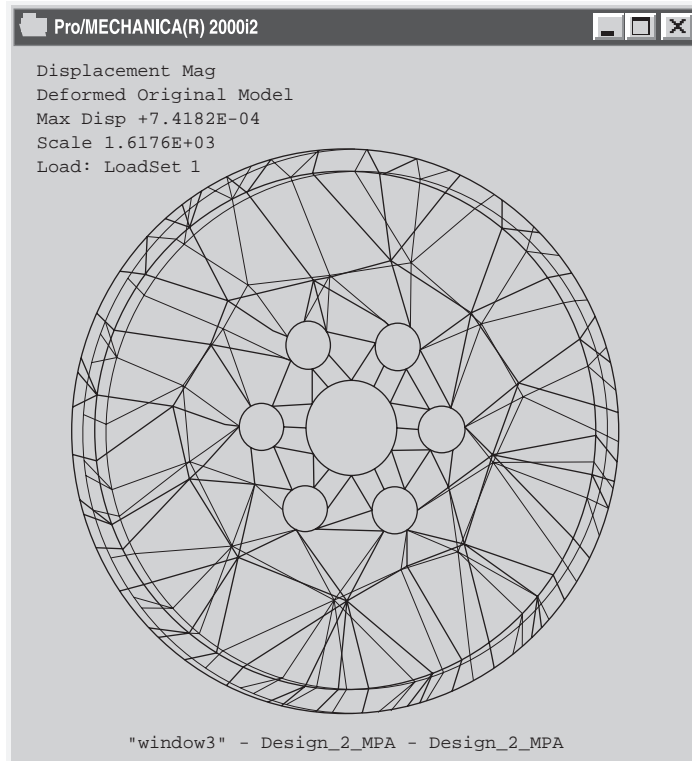 Pro/MECHANICA(R) 2000i2
Displacement Mag
Deformed Original Model
Max Disp +7.4182E-04
Scale 1.6176E+03
Load: LoadSet 1
"window3" - Design_2_MPA - Design_2_MPA